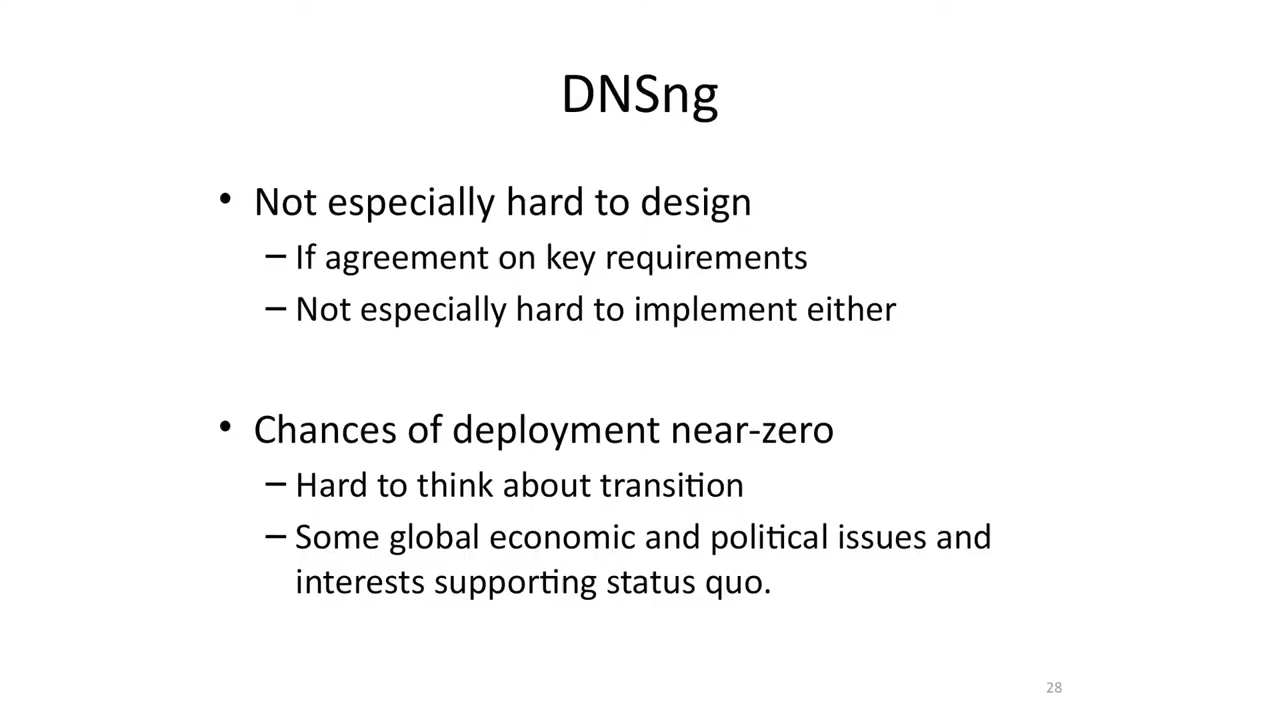 DNSng
• Not especially hard to design
– If agreement on key requirements
– Not especially hard to implement either
• Chances of deployment near-zero
– Hard to think about transition
– Some global economic and political issues and
interests supporting status quo.
28